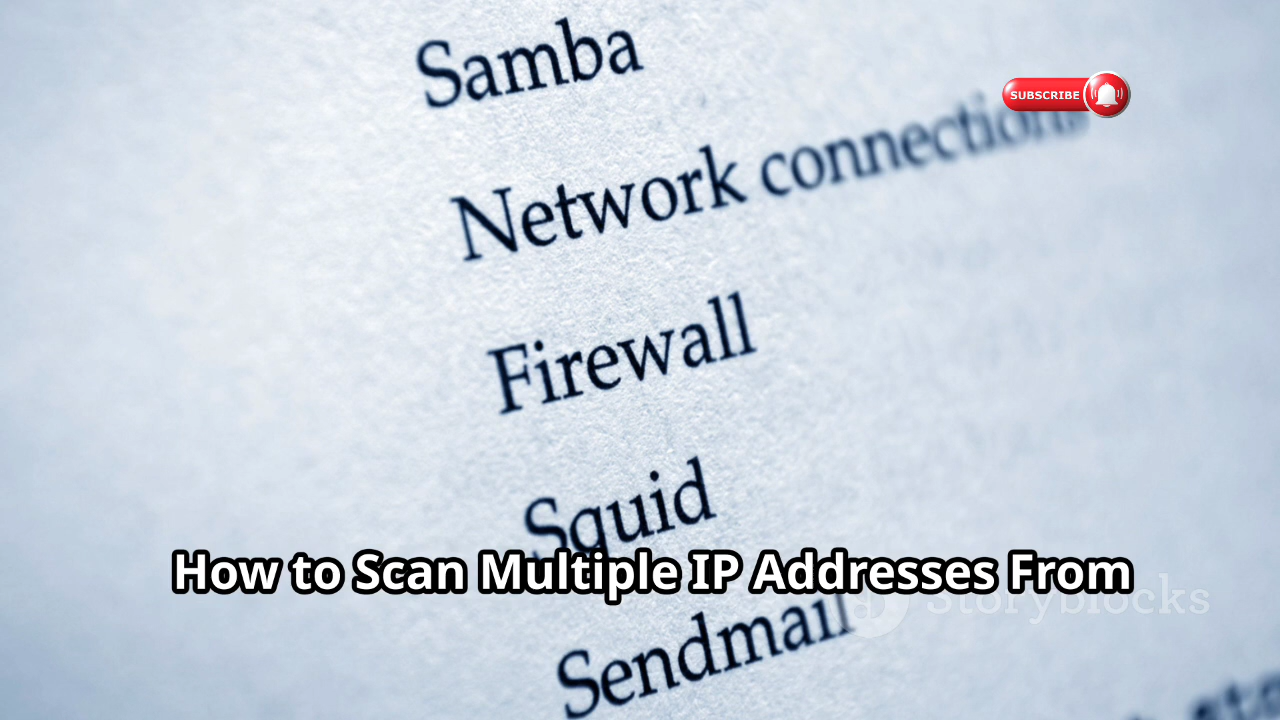 Samba
SUBSCRIBE
Network connections
Firewall
Squid
How to Scan Multiple IP Addresses From
Storyblocks
Sendmail